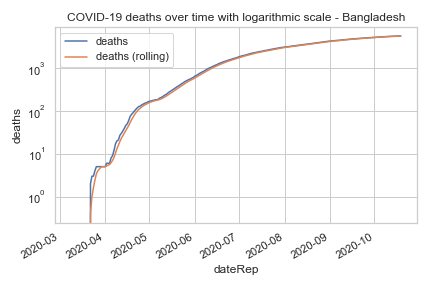 COVID-19 deaths over time with logarithmic scale - Bangladesh
deaths
deaths (rolling)
10³
10²
10¹
10⁰
deaths
2020-03
2020-04
2020-05
2020-06
2020-07
2020-08
2020-09
2020-10
dateRep